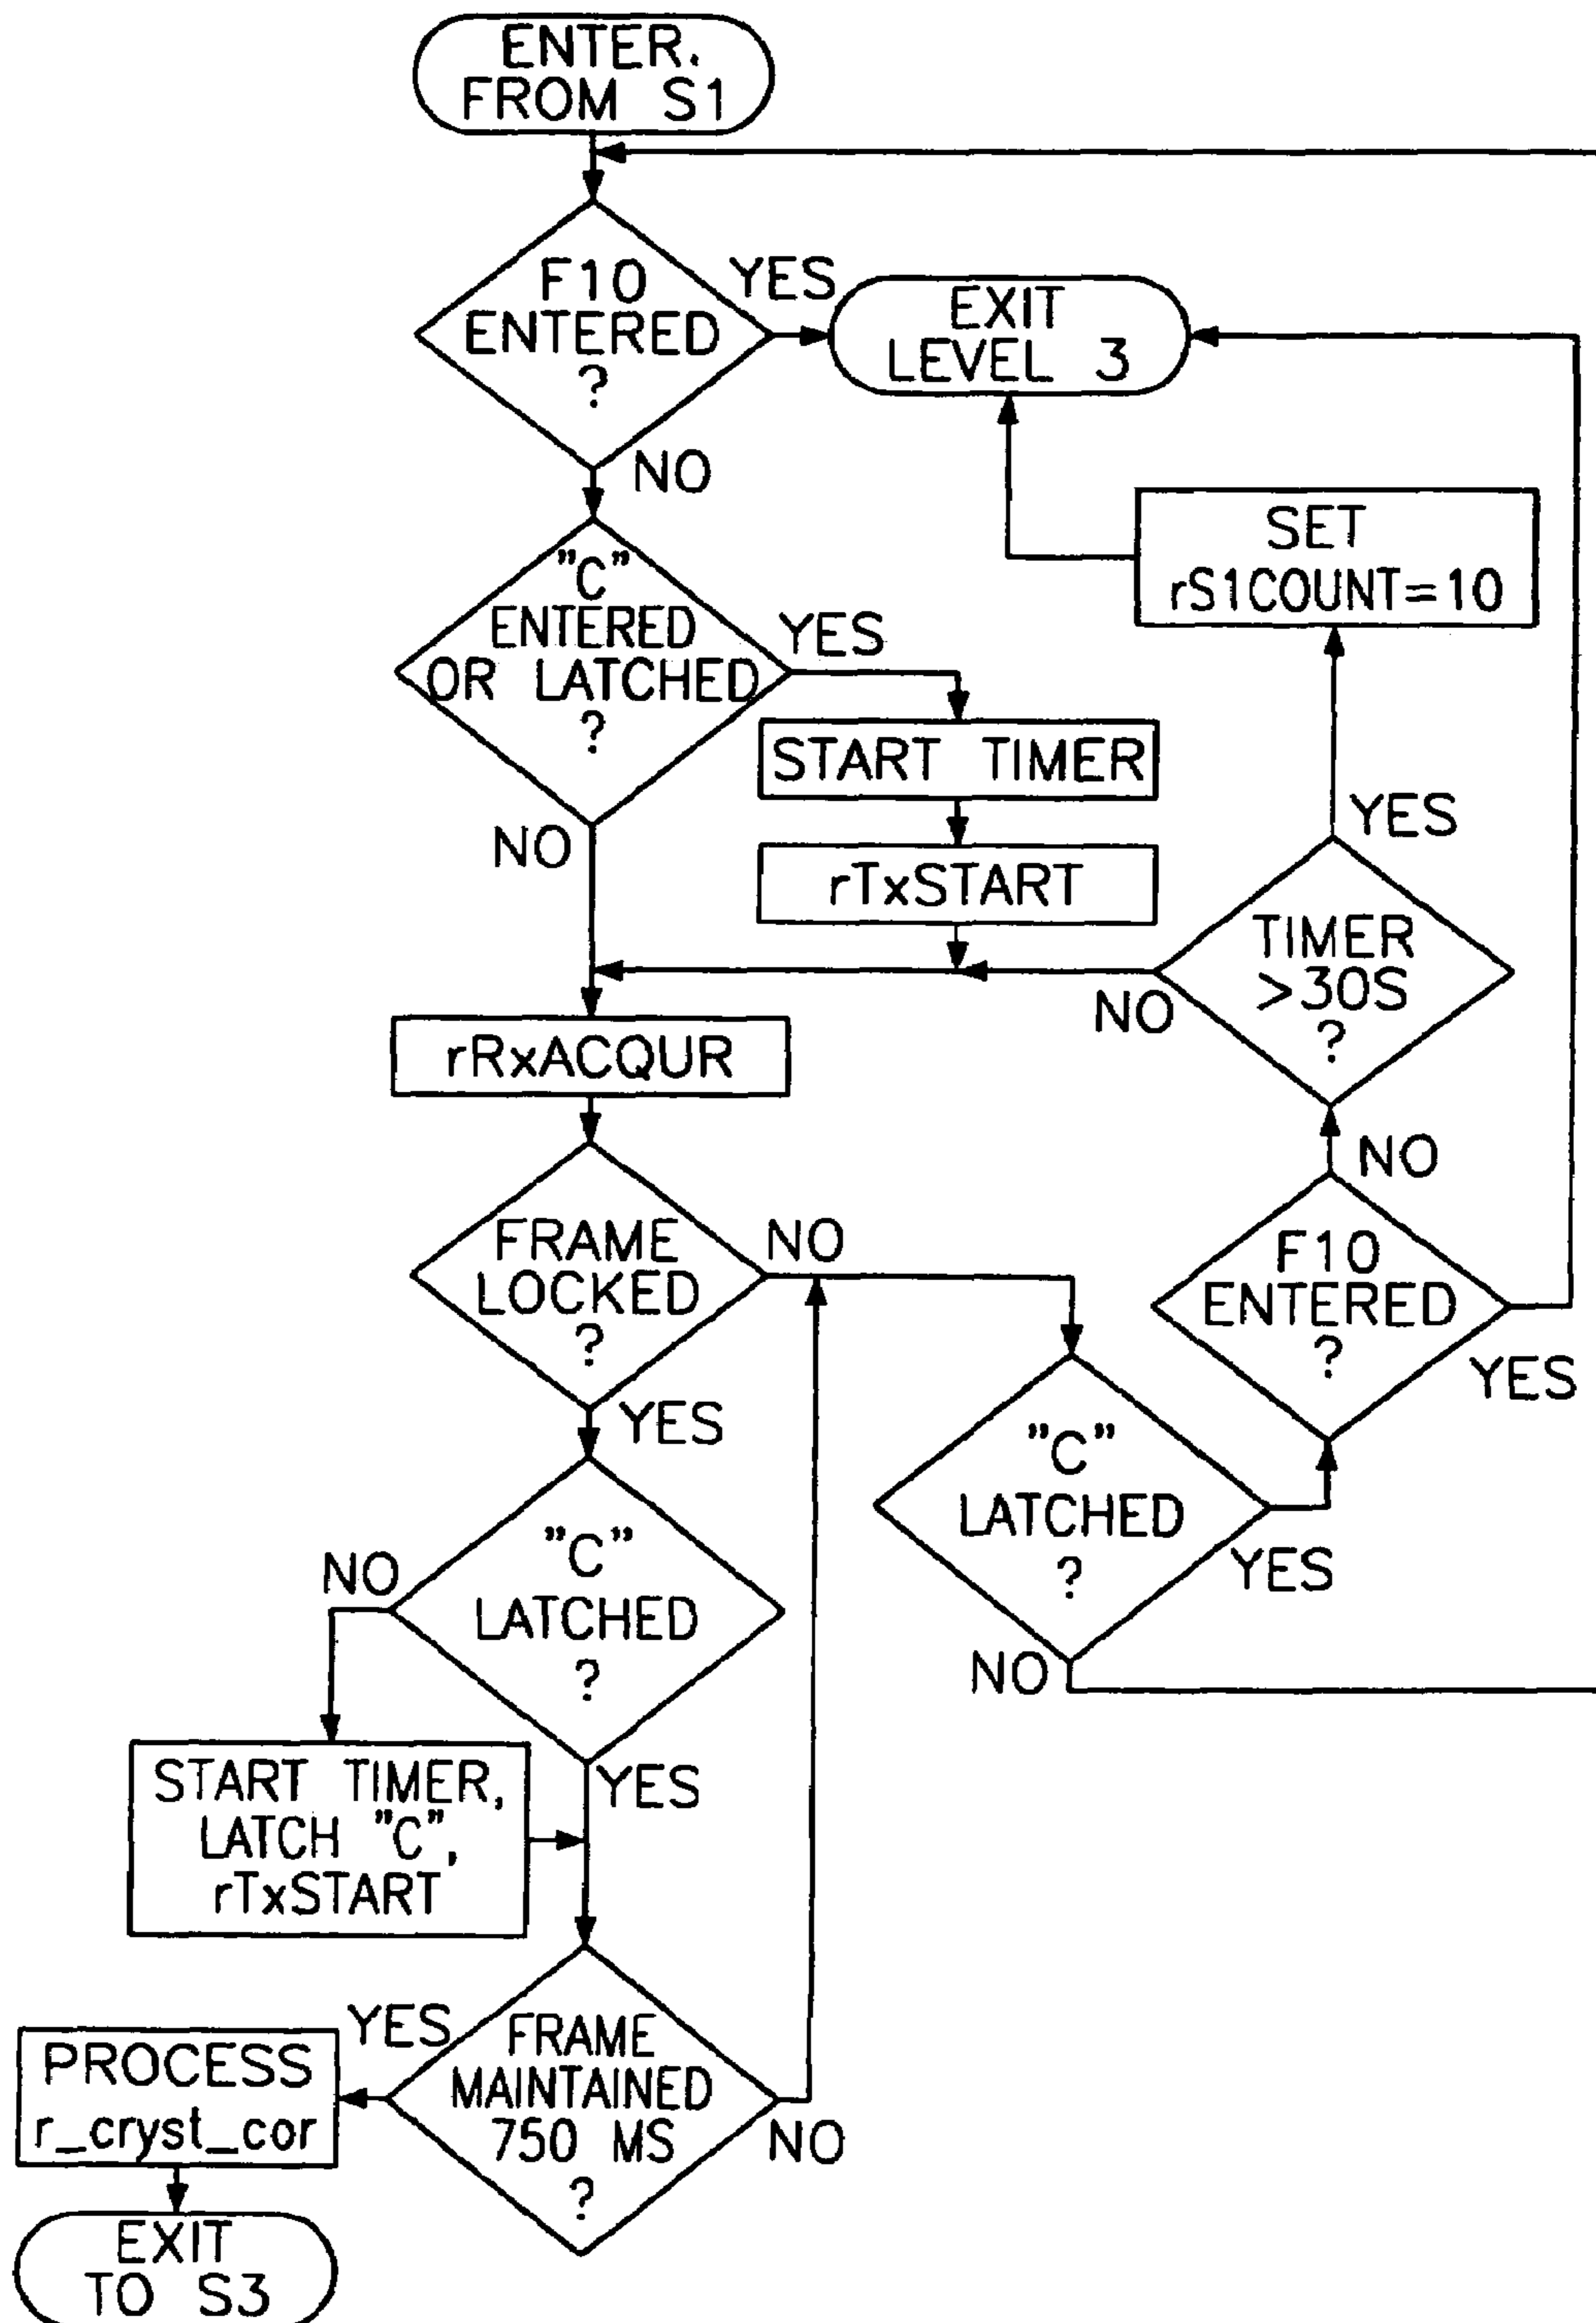 ENTER.
FROM S1
F10
ENTERED
?
YES
EXIT
LEVEL 3
NO
"C"
ENTERED
OR LATCHED
?
YES
NO
START TIMER
rTxSTART
SET
rS1COUNT=10
YES
TIMER
>30S
?
NO
rRxACQUR
NO
F10
ENTERED
?
YES
FRAME
LOCKED
?
NO
YES
"C"
LATCHED
?
YES
NO
"C"
LATCHED
?
NO
YES
START TIMER,
LATCH "C",
rTxSTART
FRAME
MAINTAINED
750 MS
?
YES
NO
PROCESS
r_cryst_cor
EXIT
TO S3